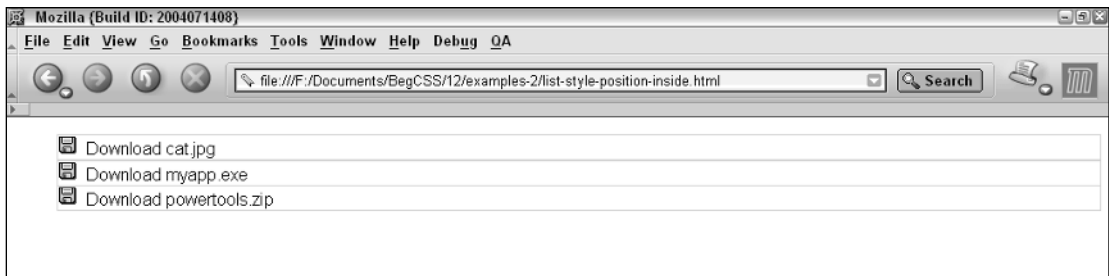 Mozilla {Build ID: 2004071408}
File Edit View Go Bookmarks Tools Window Help Debug QA
file:///F:/Documents/BegCSS/12/examples-2/list-style-position-inside.html Search
Download cat.jpg
Download myapp.exe
Download powertools.zip